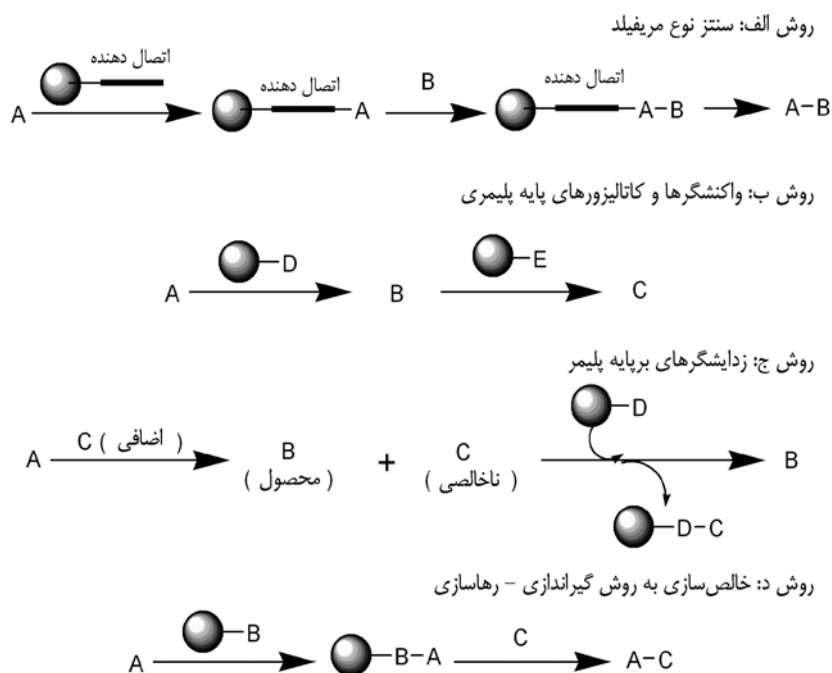 روش الف: سنتز نوع مریفیلد
اتصال دهنده
A
اتصال دهنده
A
B
اتصال دهنده
A-B
A-B
روش ب: واکنشگرها و کاتالیزورهای پایه پلیمری
A
D
B
E
C
روش ج: زدایشگرهای برپایه پلیمر
A
C ( اضافی )
B
( محصول )
+
C
( ناخالصی )
D
B
D-C
روش د: خالص‌سازی به روش گیراندازی - رهاسازی
A
B
B-A
C
A-C